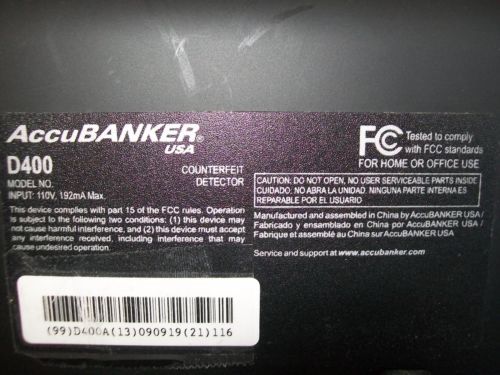 AccuBANKER®
USA
D400
MODEL NO:
INPUT: 110V, 192mA Max.
COUNTERFEIT
DETECTOR
This device complies with part 15 of the FCC rules. Operation
is subject to the following conditions: (1) this device may
not cause harmful interference, and (2) this device must accept
any interference received, including interference that may
cause undesired operation.
(99)D400A(13)090919(21)116
FC Tested to comply
with FCC standards
FOR HOME OR OFFICE USE
CAUTION: DO NOT OPEN, NO USER SERVICEABLE PARTS INSIDE
CUIDADO: NO ABRA LA UNIDAD. NINGUNA PARTE INTERNA ES
REPARABLE POR EL USUARIO
Manufactured and assembled in China by AccuBANKER USA /
Fabricado y ensamblado en China por AccuBANKER USA /
Fabrique et assemblé au China sur AccuBANKER USA
Service and support at www.accubanker.com